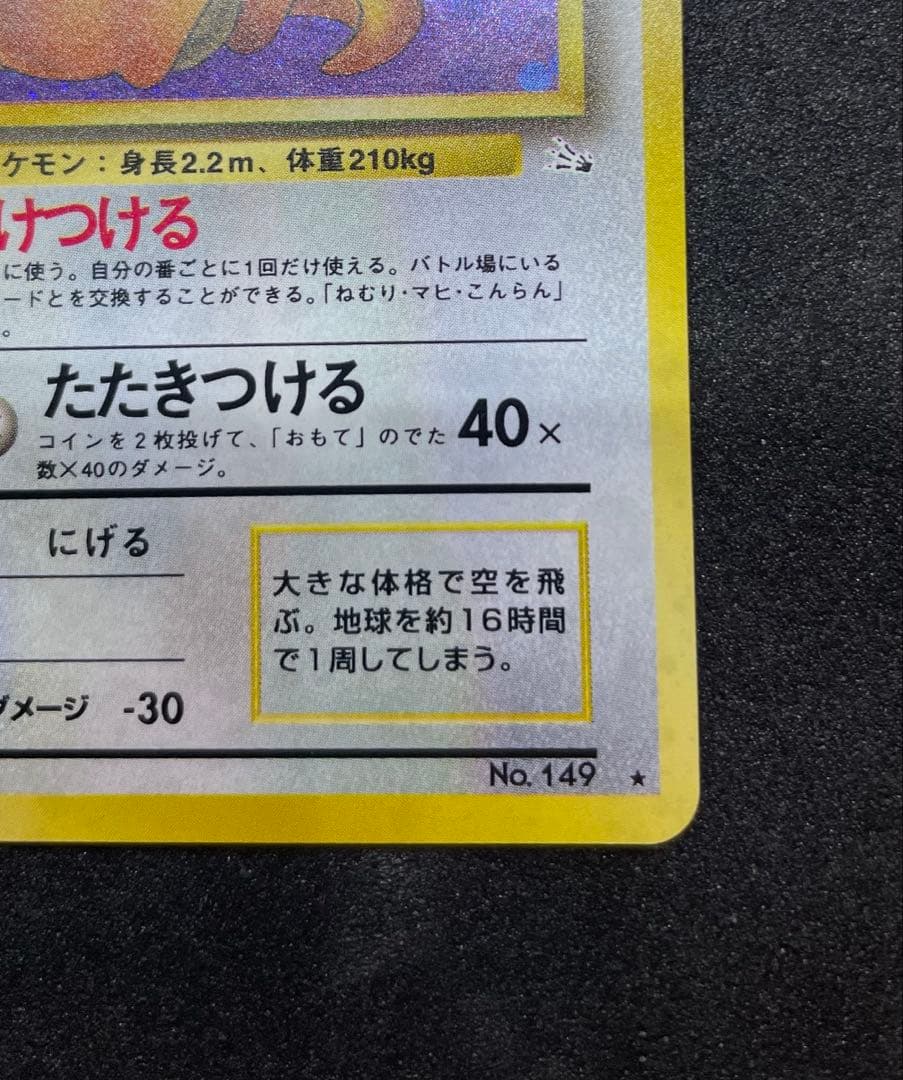 ケモン：身長2.2m、体重210kg
けつける
に使う。自分の番ごとに1回だけ使える。バトル場にいる
ードとを交換することができる。「ねむり・マヒ・こんらん」
。
たたきつける
コインを2枚投げて、「おもて」のでた
数×40のダメージ。
40×
にげる
大きな体格で空を飛
ぶ。地球を約16時間
で1周してしまう。
ダメージ -30
No. 149 ★